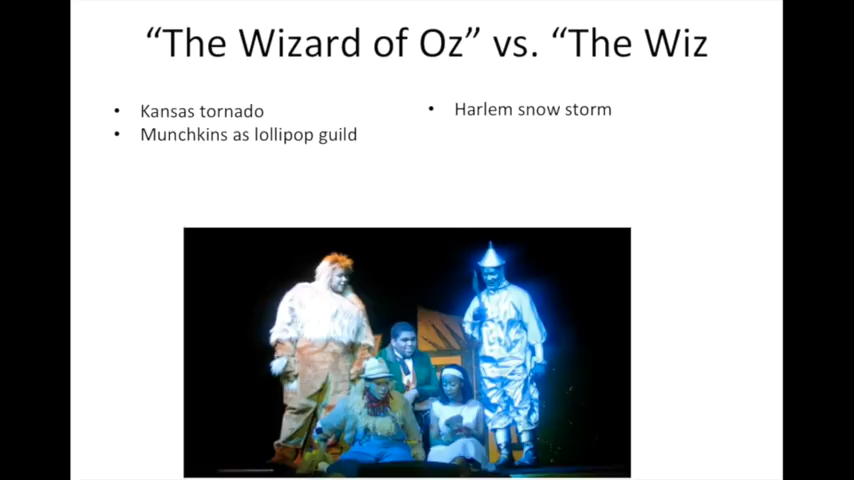 “The Wizard of Oz” vs. “The Wiz
• Kansas tornado
• Munchkins as lollipop guild
• Harlem snow storm